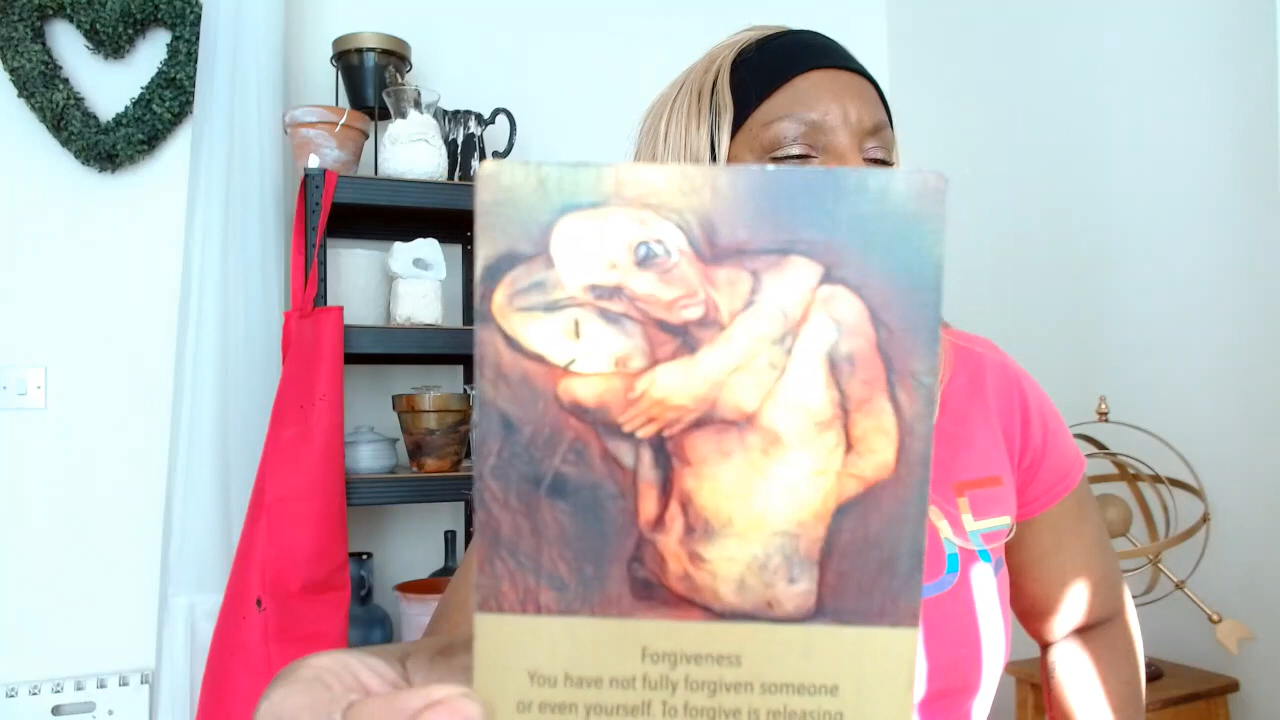 Forgiveness
You have not fully forgiven someone
or even yourself. To forgive is releasing